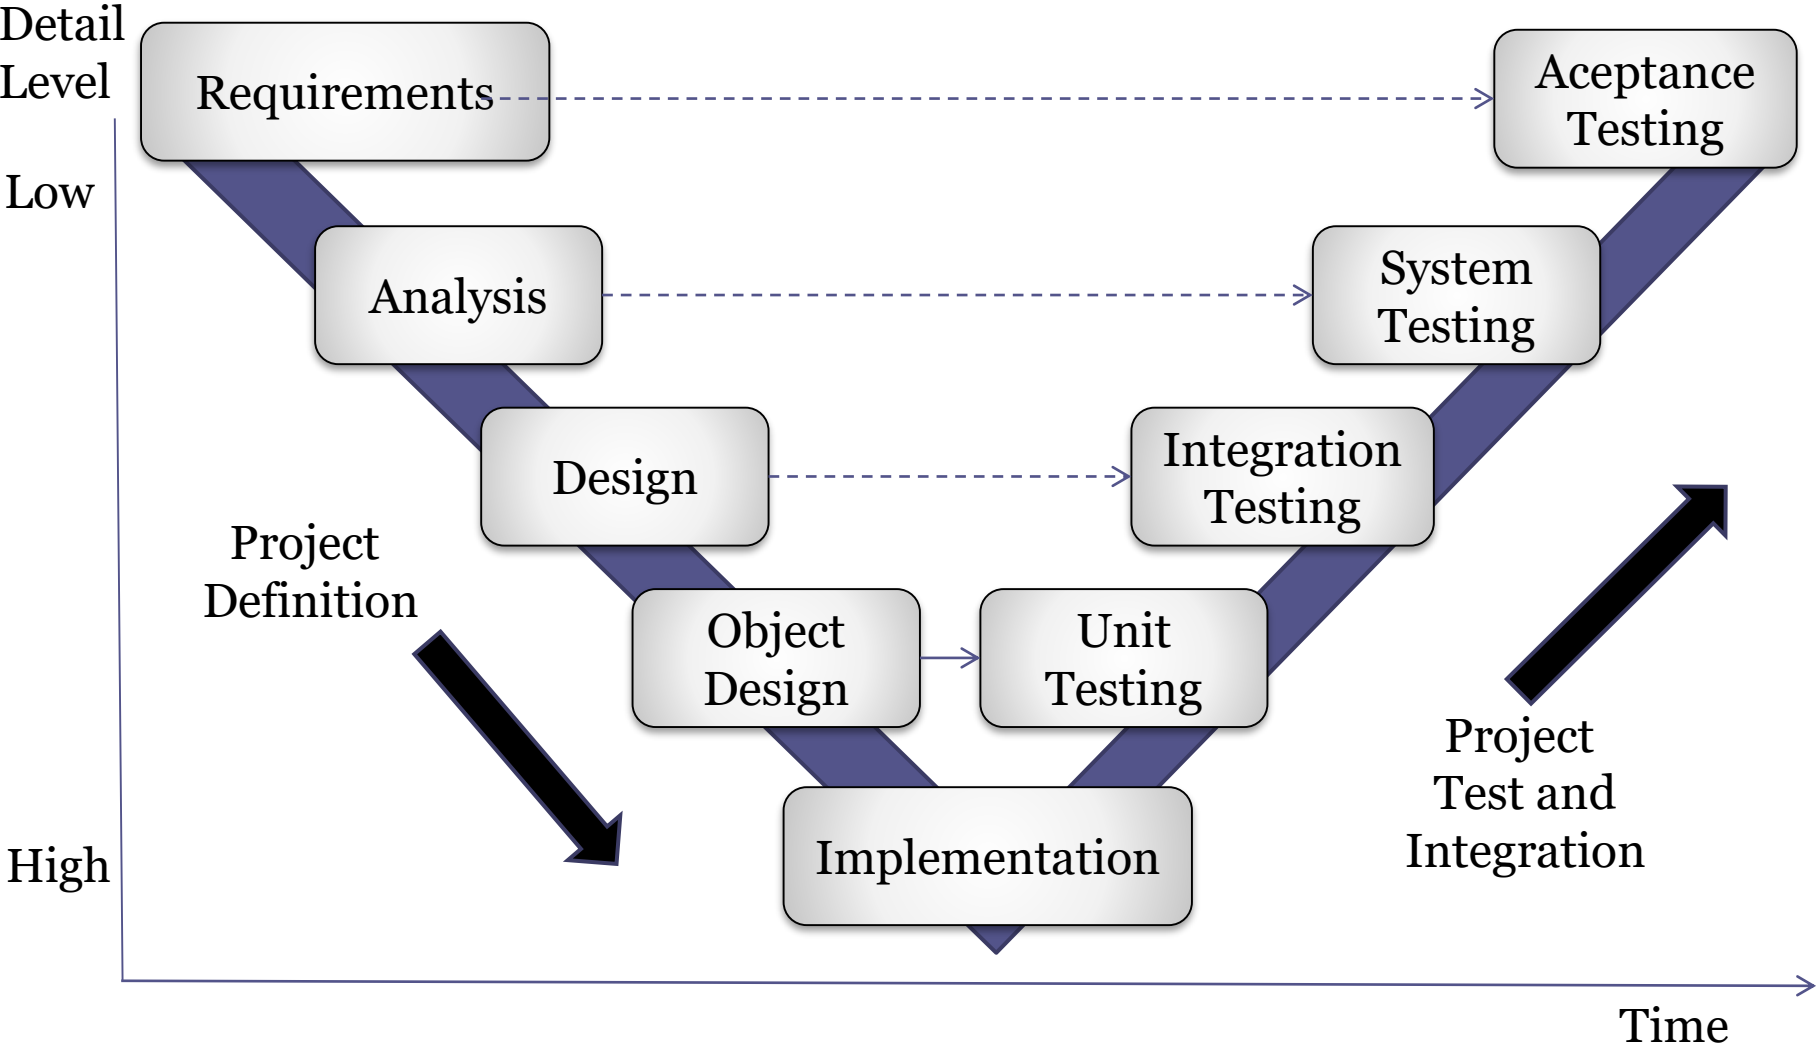 Detail
Level
Requirements
Aceptance
Testing
Low
Analysis
System
Testing
Design
Integration
Testing
Project
Definition
Object
Design
Unit
Testing
Project
Test and
Integration
High
Implementation
Time